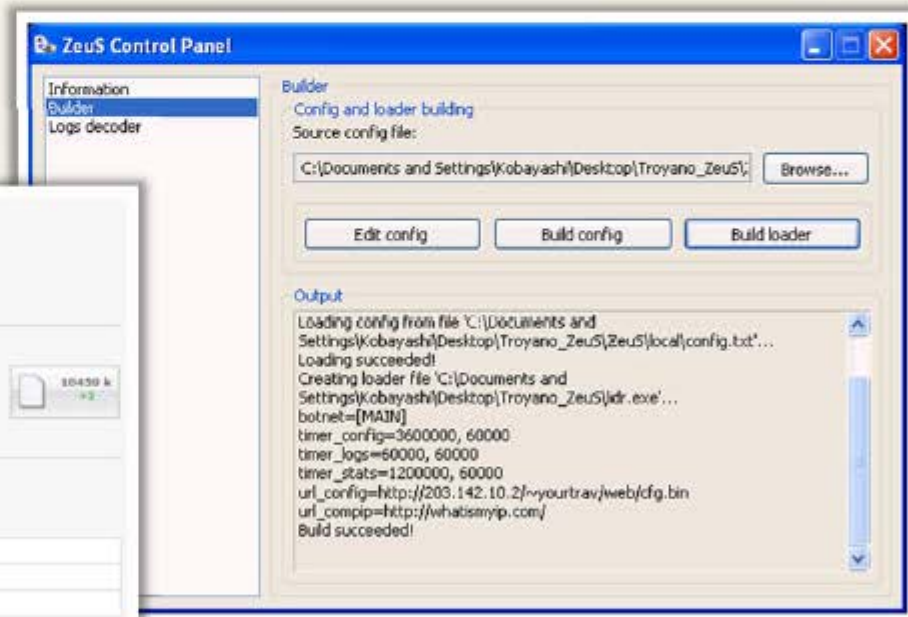 ZeuS Control Panel
Information
Builder
Logs decoder
Builder
Config and loader building
Source config file:
C:\Documents and Settings\Kobayashi\Desktop\Troyano_ZeuS\
Browse...
Edit config
Build config
Build loader
Output
Loading config from file 'C:\Documents and
Settings\Kobayashi\Desktop\Troyano_ZeuS\ZeuS\local\config.txt'...
Loading succeeded!
Creating loader file 'C:\Documents and
Settings\Kobayashi\Desktop\Troyano_ZeuS\ldr.exe'...
botnet=[MAIN]
timer_config=3600000, 60000
timer_logs=60000, 60000
timer_stats=1200000, 60000
url_config=http://203.142.10.2/~yourtrav/web/cfg.bin
url_compip=http://whatismyip.com/
Build succeeded!
10450 k
+2